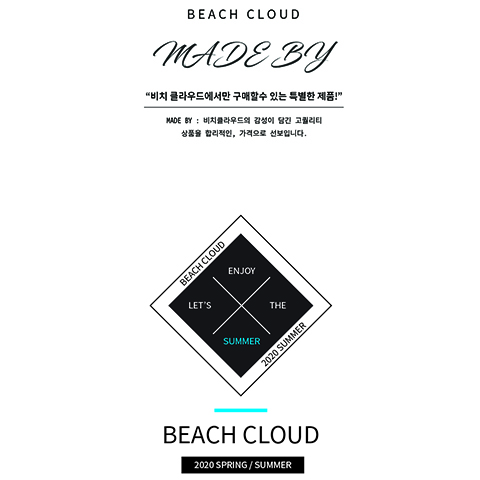 BEACH CLOUD
MADE BY
“비치 클라우드에서만 구매할수 있는 특별한 제품!”
MADE BY : 비치클라우드의 감성이 담긴 고퀄리티
상품을 합리적인, 가격으로 선보입니다.
BEACH CLOUD
ENJOY
LET'S
THE
SUMMER
2020 SUMMER
BEACH CLOUD
2020 SPRING / SUMMER